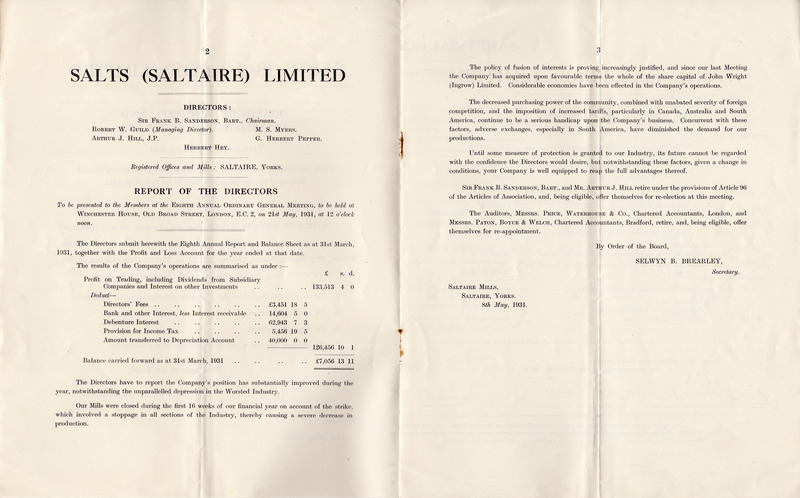 2
SALTS (SALTAIRE) LIMITED
DIRECTORS:
SIR FRANK B. SANDERSON, BART., Chairman.
ROBERT W. GUILD (Managing Director). M. S. MYERS.
ARTHUR J. HILL, J.P. G. HERBERT PEPPER.
HERBERT HEY.
Registered Offices and Mills: SALTAIRE, YORKS.
REPORT OF THE DIRECTORS
To be presented to the Members at the EIGHTH ANNUAL ORDINARY GENERAL MEETING, to be held at
WINCHESTER HOUSE, OLD BROAD STREET, LONDON, E.C. 2, on 21st May, 1931, at 12 o'clock
noon.
The Directors submit herewith the Eighth Annual Report and Balance Sheet as at 31st March,
1931, together with the Profit and Loss Account for the year ended at that date.
The results of the Company's operations are summarised as under :—
£ s. d.
Profit on Trading, including Dividends from Subsidiary
Companies and Interest on other Investments .. .. .. 133,513 4 0
Deduct—
Directors' Fees .. .. .. .. .. .. £3,451 18 5
Bank and other Interest, less Interest receivable .. 14,604 5 0
Debenture Interest .. .. .. .. .. 62,943 7 3
Provision for Income Tax .. .. .. .. 5,456 19 5
Amount transferred to Depreciation Account .. 40,000 0 0
126,456 10 1
Balance carried forward as at 31st March, 1931 .. .. .. .. £7,056 13 11
The Directors have to report the Company's position has substantially improved during the
year, notwithstanding the unparallelled depression in the Worsted Industry.
Our Mills were closed during the first 16 weeks of our financial year on account of the strike,
which involved a stoppage in all sections of the Industry, thereby causing a severe decrease in
production.
3
The policy of fusion of interests is proving increasingly justified, and since our last Meeting
the Company has acquired upon favourable terms the whole of the share capital of John Wright
(Ingrow) Limited. Considerable economies have been effected in the Company's operations.
The decreased purchasing power of the community, combined with unabated severity of foreign
competition, and the imposition of increased tariffs, particularly in Canada, Australia and South
America, continue to be a serious handicap upon the Company's business. Concurrent with these
factors, adverse exchanges, especially in South America, have diminished the demand for our
productions.
Until some measure of protection is granted to our Industry, its future cannot be regarded
with the confidence the Directors would desire, but notwithstanding these factors, given a change in
conditions, your Company is well equipped to reap the full advantages thereof.
SIR FRANK B. SANDERSON, BART., and MR. ARTHUR J. HILL retire under the provisions of Article 96
of the Articles of Association, and, being eligible, offer themselves for re-election at this meeting.
The Auditors, MESSRS. PRICE, WATERHOUSE & CO., Chartered Accountants, London, and
MESSRS. PATON, BOYCE & WELCH, Chartered Accountants, Bradford, retire, and, being eligible, offer
themselves for re-appointment.
By Order of the Board,
SELWYN B. BREARLEY,
Secretary.
SALTAIRE MILLS,
SALTAIRE, YORKS.
8th May, 1931.